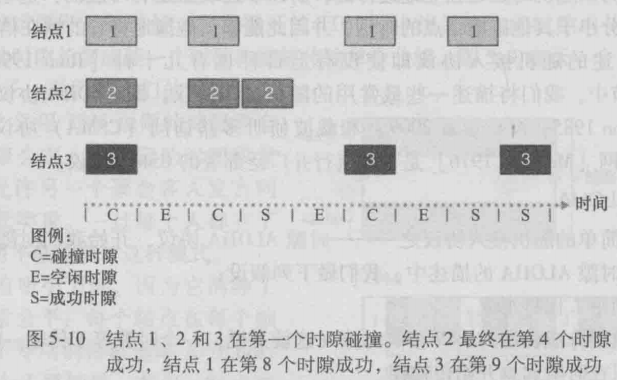 结点1 1 1 1 1
结点2 2 2 2
结点3 3 3 3
C E C S E C E S S 时间
图例：
C=碰撞时隙
E=空闲时隙
S=成功时隙
图 5-10 结点 1、2 和 3 在第一个时隙碰撞。结点 2 最终在第 4 个时隙
成功，结点 1 在第 8 个时隙成功，结点 3 在第 9 个时隙成功